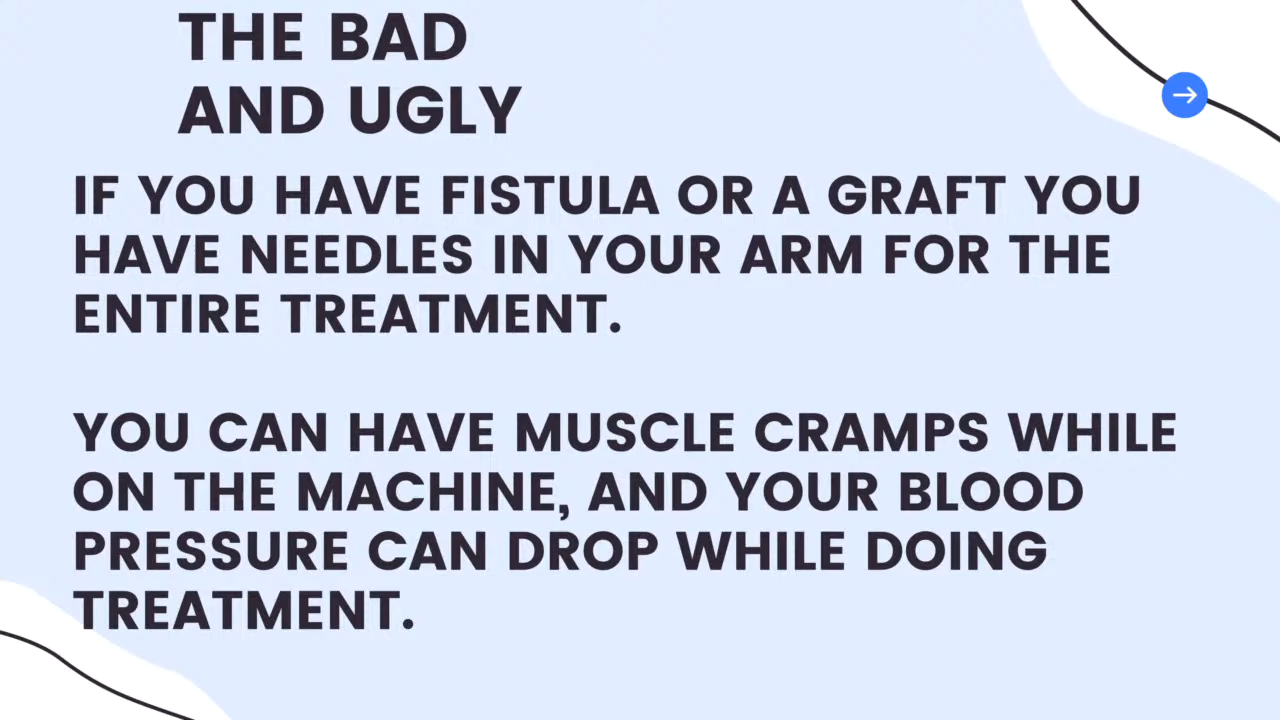 THE BAD
AND UGLY
IF YOU HAVE FISTULA OR A GRAFT YOU
HAVE NEEDLES IN YOUR ARM FOR THE
ENTIRE TREATMENT.
YOU CAN HAVE MUSCLE CRAMPS WHILE
ON THE MACHINE, AND YOUR BLOOD
PRESSURE CAN DROP WHILE DOING
TREATMENT.